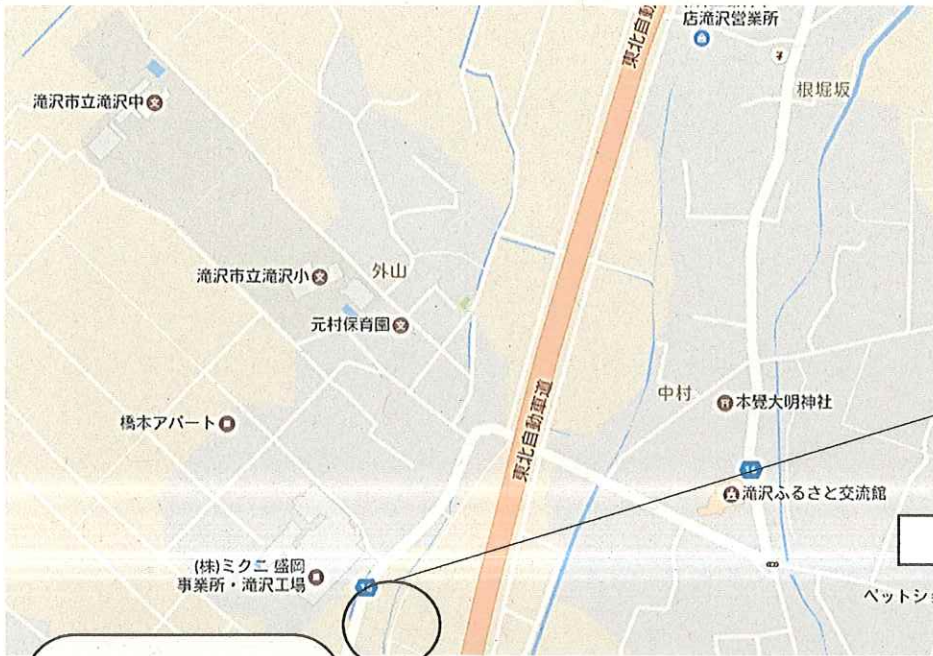 店滝沢営業所
東北自動
滝沢市立滝沢中
根堀坂
滝沢市立滝沢小
外山
元村保育園
東北自動車道
中村
本覺大明神社
橋本アパート
16
滝沢ふるさと交流館
(株)ミクニ 盛岡
事業所・滝沢工場
16
ペットシ